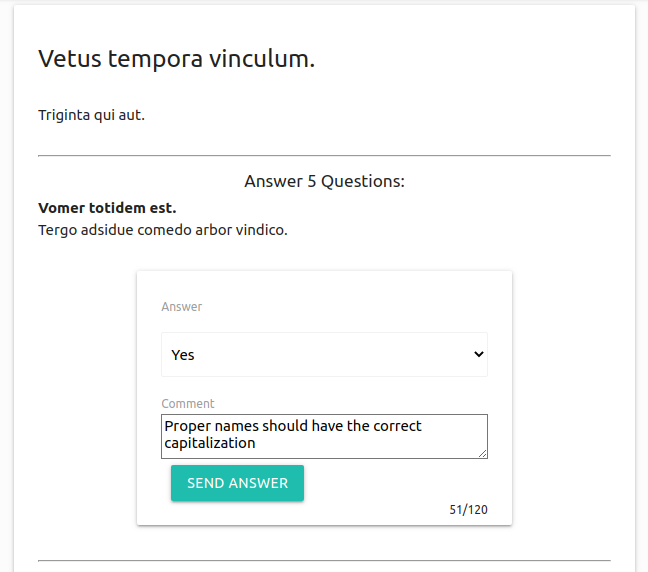 Vetus tempora vinculum.
Triginta qui aut.
Answer 5 Questions:
Vomer totidem est.
Tergo adsidue comedo arbor vindico.
Answer
Yes
Comment
Proper names should have the correct
capitalization
SEND ANSWER
51/120